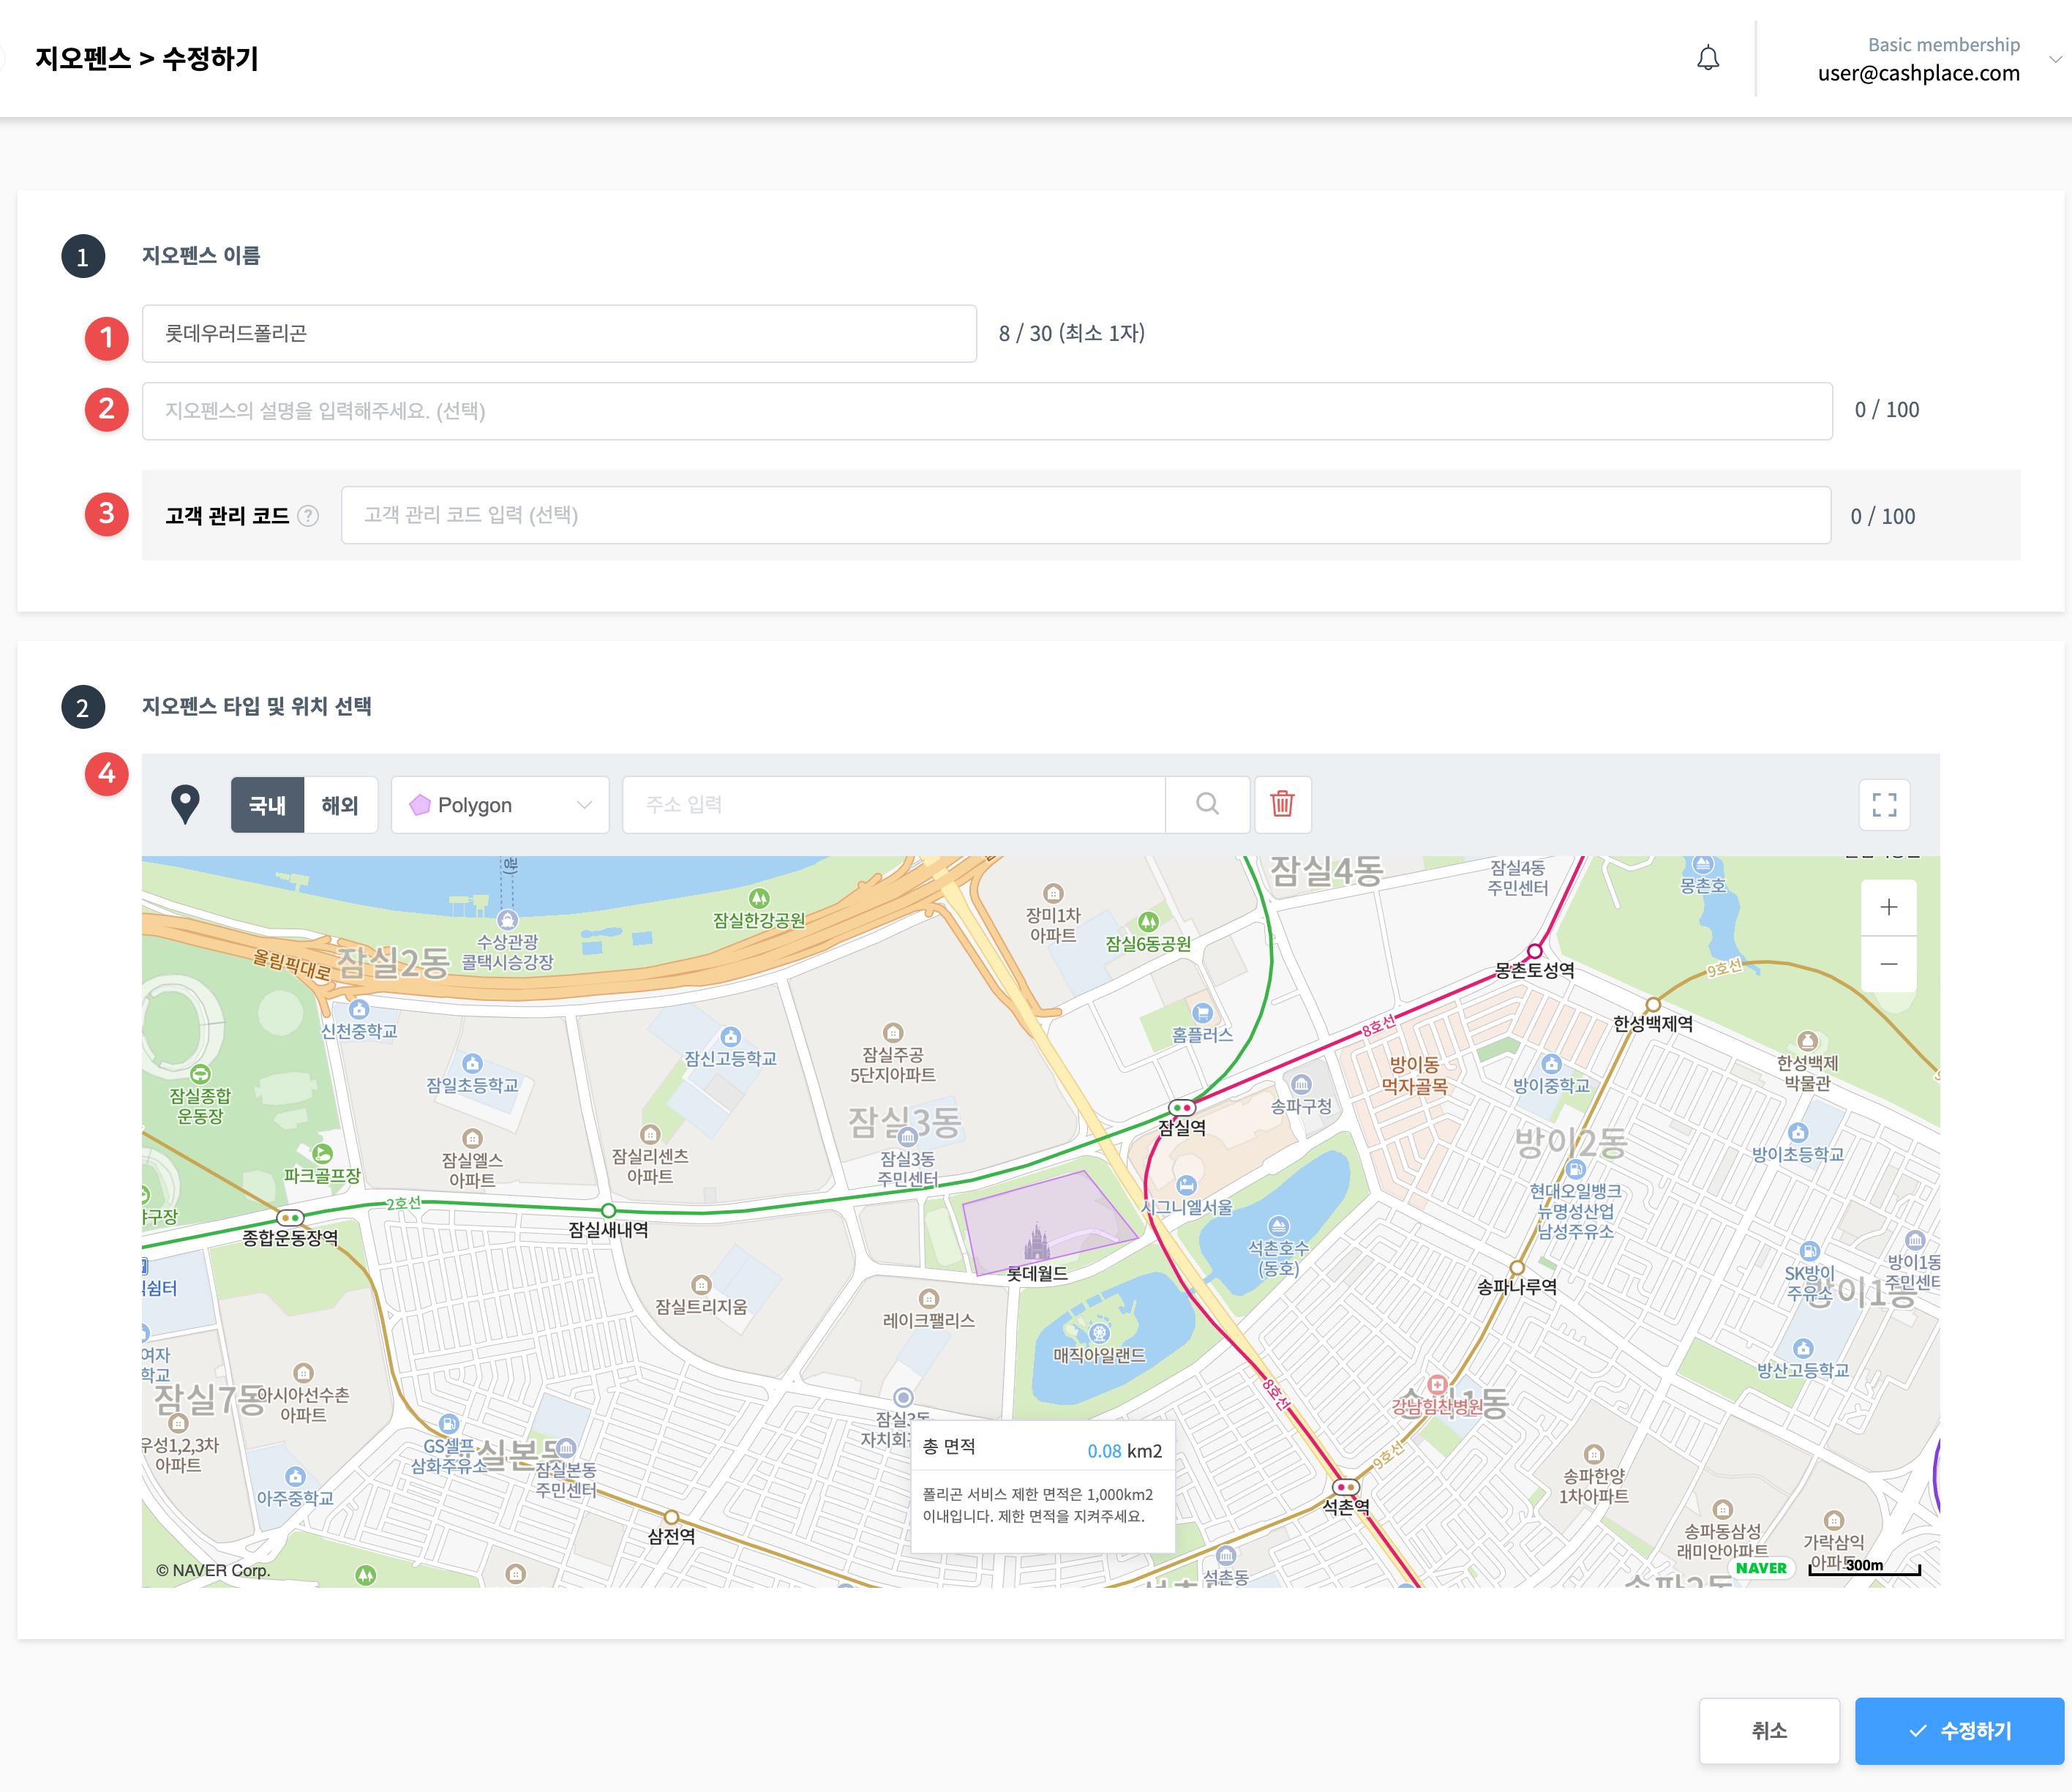 지오펜스 > 수정하기
Basic membership
user@cashplace.com
1
지오펜스 이름
1
롯데우러드폴리곤
8 / 30 (최소 1자)
2
지오펜스의 설명을 입력해주세요. (선택)
0 / 100
3
고객 관리 코드 ?
고객 관리 코드 입력 (선택)
0 / 100
2
지오펜스 타입 및 위치 선택
4
국내
해외
Polygon
주소 입력
잠실4동
잠실4동
주민센터
몽촌호
잠실한강공원
장미1차
아파트
잠실6동공원
수상관광
콜택시승강장
올림픽대로
잠실2동
몽촌토성역
9호선
신천중학교
8호선
한성백제역
홈플러스
잠신고등학교
잠실주공
5단지아파트
방이동
먹자골목
한성백제
박물관
잠일초등학교
방이중학교
잠실종합
운동장
송파구청
잠실3동
잠실역
방이2동
방이초등학교
잠실엘스
아파트
잠실리센츠
아파트
잠실3동
주민센터
파크골프장
현대오일뱅크
뉴명성산업
남성주유소
2호선
야구장
시그니엘서울
종합운동장역
잠실새내역
석촌호수
(동호)
롯데월드
방이1동
주민센터
SK방이
주유소
방이1동
송파나루역
쉼터
잠실트리지움
레이크팰리스
매직아일랜드
여자
학교
방산고등학교
잠실7동
아시아선수촌
아파트
8호선
강남힘찬병원
송파1동
잠실3동
우성1,2,3차
아파트
GS셀프
삼화주유소
잠실본동
잠실본동
주민센터
총 면적
0.08 km2
폴리곤 서비스 제한 면적은 1,000km2
이내입니다. 제한 면적을 지켜주세요.
9호선
아주중학교
석촌역
송파한양
1차아파트
삼전역
송파동삼성
래미안아파트
가락삼익
아파트
석촌동
© NAVER Corp.
NAVER
300m
송파2동
취소
수정하기